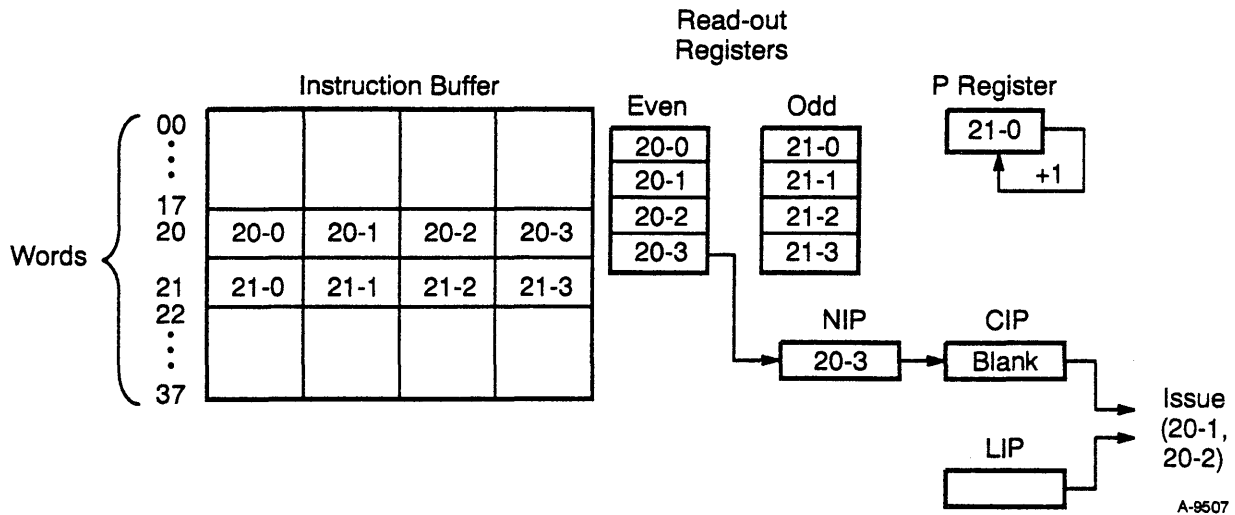 Read-out
Registers
Instruction Buffer
Even
Odd
P Register
Words
00
17
20
21
22
37
20-0 20-1 20-2 20-3
21-0 21-1 21-2 21-3
20-0
20-1
20-2
20-3
21-0
21-1
21-2
21-3
21-0
+1
NIP
20-3
CIP
Blank
LIP
Issue
(20-1,
20-2)
A-9507